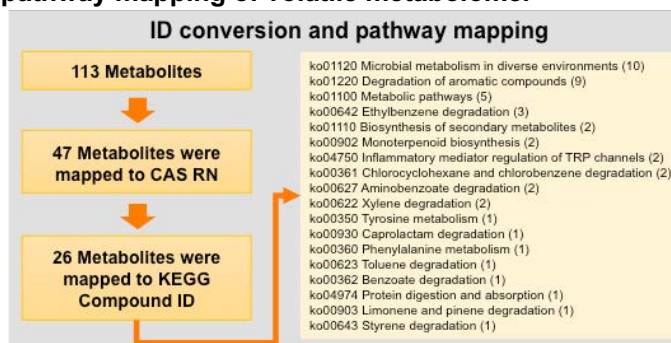 pathway mapping of volatile metabolome.
ID conversion and pathway mapping
113 Metabolites
47 Metabolites were
mapped to CAS RN
26 Metabolites were
mapped to KEGG
Compound ID
ko01120 Microbial metabolism in diverse environments (10)
ko01220 Degradation of aromatic compounds (9)
ko01100 Metabolic pathways (5)
ko00642 Ethylbenzene degradation (3)
ko01110 Biosynthesis of secondary metabolites (2)
ko00902 Monoterpenoid biosynthesis (2)
ko04750 Inflammatory mediator regulation of TRP channels (2)
ko00361 Chlorocyclohexane and chlorobenzene degradation (2)
ko00627 Aminobenzoate degradation (2)
ko00622 Xylene degradation (2)
ko00350 Tyrosine metabolism (1)
ko00930 Caprolactam degradation (1)
ko00360 Phenylalanine metabolism (1)
ko00623 Toluene degradation (1)
ko00362 Benzoate degradation (1)
ko04974 Protein digestion and absorption (1)
ko00903 Limonene and pinene degradation (1)
ko00643 Styrene degradation (1)